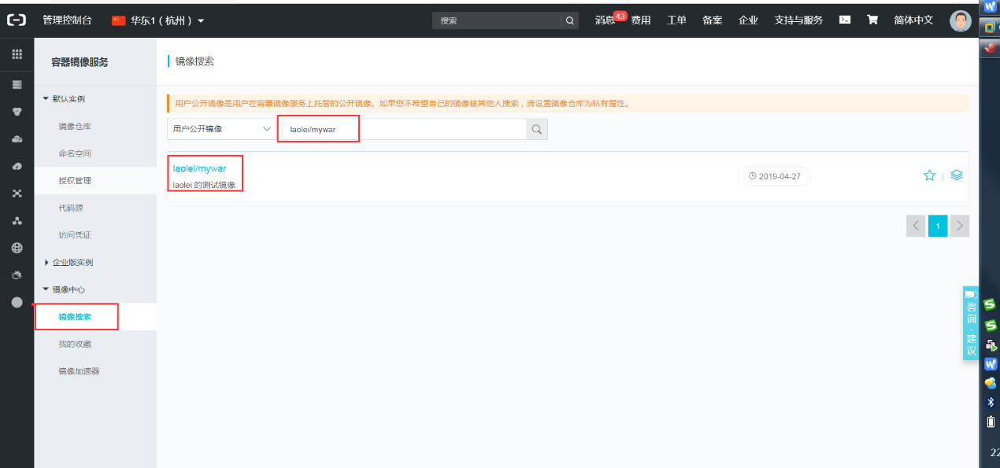 管理控制台
华东1（杭州）
搜索
消息
43
费用
工单
备案
企业
支持与服务
简体中文
容器镜像服务
默认实例
镜像仓库
命名空间
授权管理
代码源
访问凭证
企业版实例
镜像中心
镜像搜索
我的收藏
镜像加速器
镜像搜索
用户公开镜像是用户在容器镜像服务上托管的公开镜像。如果您不希望自己的镜像被其他人搜索，请设置镜像仓库为私有属性。
用户公开镜像
laolei/mywar
laolei/mywar
laolei 的测试镜像
2019-04-27
1
咨询·建议
22